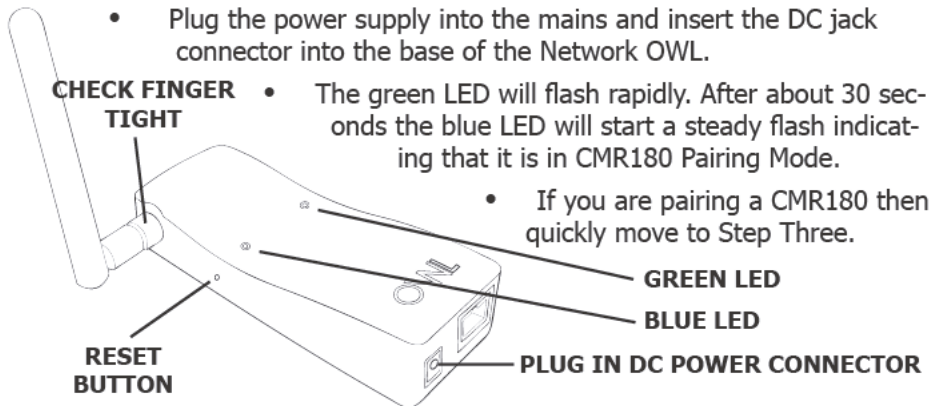 • Plug the power supply into the mains and insert the DC jack
connector into the base of the Network OWL.
CHECK FINGER
TIGHT
• The green LED will flash rapidly. After about 30 sec-
onds the blue LED will start a steady flash indicat-
ing that it is in CMR180 Pairing Mode.
• If you are pairing a CMR180 then
quickly move to Step Three.
OWL
GREEN LED
BLUE LED
PLUG IN DC POWER CONNECTOR
RESET
BUTTON